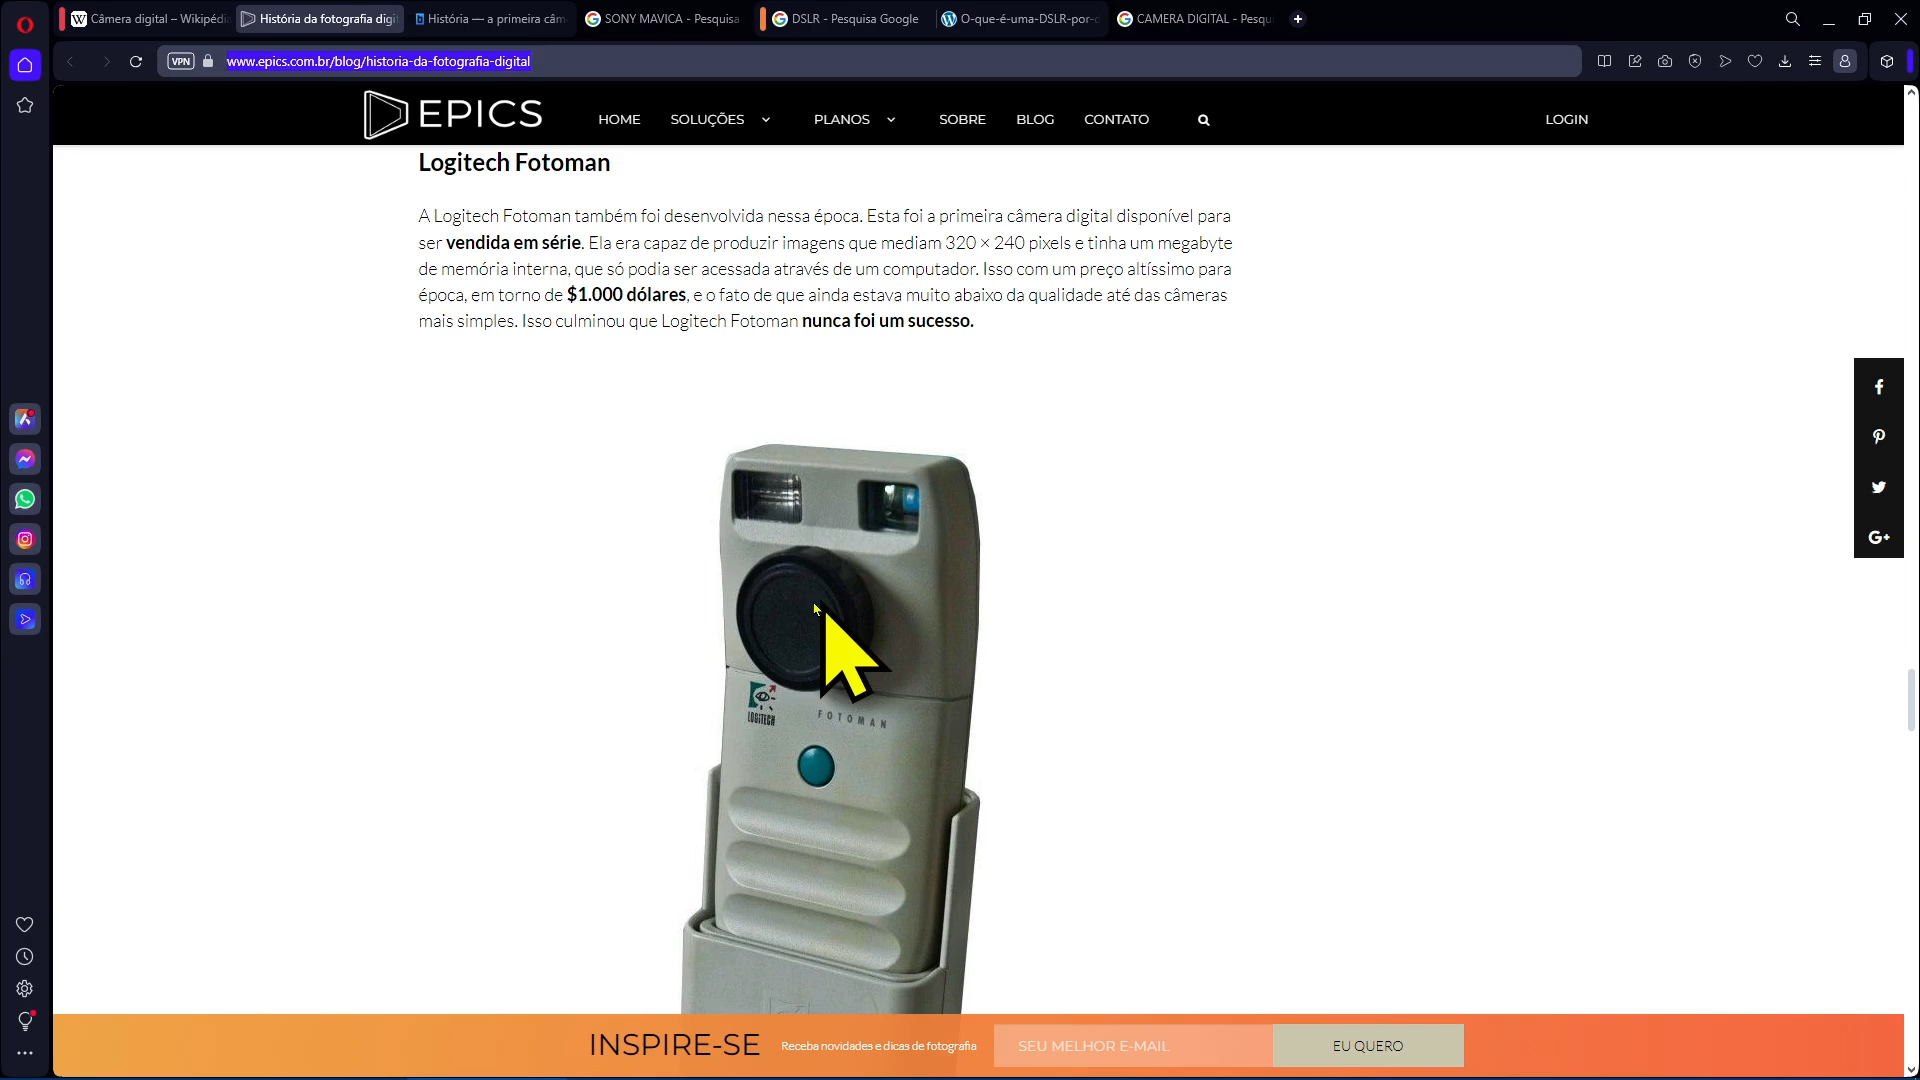 Câmera digital – Wikipédi
História da fotografia digit
História — a primeira câm
SONY MAVICA - Pesquisa
DSLR - Pesquisa Google
O-que-é-uma-DSLR-por-
CAMERA DIGITAL - Pesqu
VPN
www.epics.com.br/blog/historia-da-fotografia-digital
EPICS
HOME
SOLUÇÕES
PLANOS
SOBRE
BLOG
CONTATO
LOGIN
Logitech Fotoman
A Logitech Fotoman também foi desenvolvida nessa época. Esta foi a primeira câmera digital disponível para
ser vendida em série. Ela era capaz de produzir imagens que mediam 320 × 240 pixels e tinha um megabyte
de memória interna, que só podia ser acessada através de um computador. Isso com um preço altíssimo para
época, em torno de $1.000 dólares, e o fato de que ainda estava muito abaixo da qualidade até das câmeras
mais simples. Isso culminou que Logitech Fotoman nunca foi um sucesso.
LOGITECH
FOTOMAN
INSPIRE-SE
Receba novidades e dicas de fotografia
SEU MELHOR E-MAIL
EU QUERO